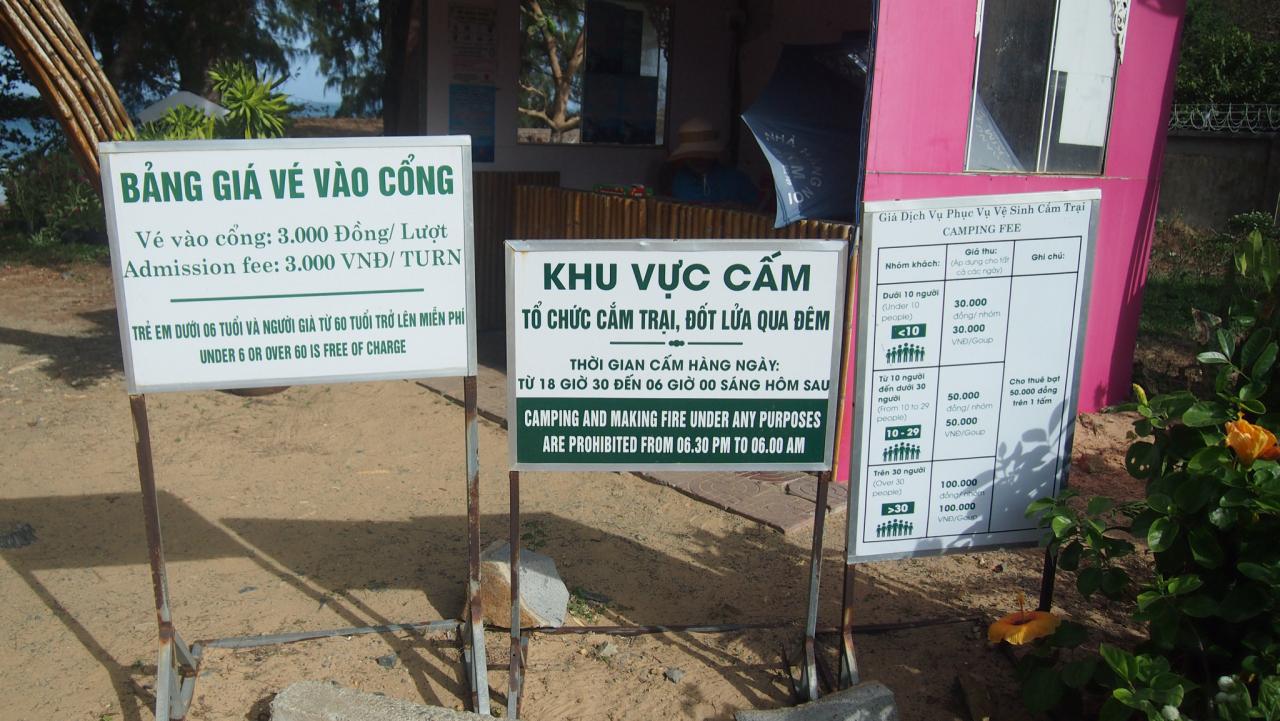 BẢNG GIÁ VÉ VÀO CỔNG
Vé vào cổng: 3.000 Đồng/ Lượt
Admission fee: 3.000 VNĐ/ TURN
TRẺ EM DƯỚI 06 TUỔI VÀ NGƯỜI GIÀ TỪ 60 TUỔI TRỞ LÊN MIỄN PHÍ
UNDER 6 OR OVER 60 IS FREE OF CHARGE
KHU VỰC CẤM
TỔ CHỨC CẮM TRẠI, ĐỐT LỬA QUA ĐÊM
THỜI GIAN CẤM HÀNG NGÀY:
TỪ 18 GIỜ 30 ĐẾN 06 GIỜ 00 SÁNG HÔM SAU
CAMPING AND MAKING FIRE UNDER ANY PURPOSES
ARE PROHIBITED FROM 06.30 PM TO 06.00 AM
Giá Dịch Vụ Phục Vụ Vệ Sinh Cắm Trại
CAMPING FEE
Nhóm khách:
Giá thu:
(Áp dụng cho tất
cả các ngày)
Ghi chú:
Dưới 10 người
(Under 10
people)
<10
30.000
đồng/ nhóm
30.000
VNĐ/Goup
Từ 10 người
đến dưới 30
người
(From 10 to 29
people)
10 - 29
50.000
đồng/ nhóm
50.000
VNĐ/Goup
Trên 30 người
(Over 30
people)
>30
100.000
đồng/ nhóm
100.000
VNĐ/Goup
Cho thuê bạt
50.000 đồng
trên 1 tấm